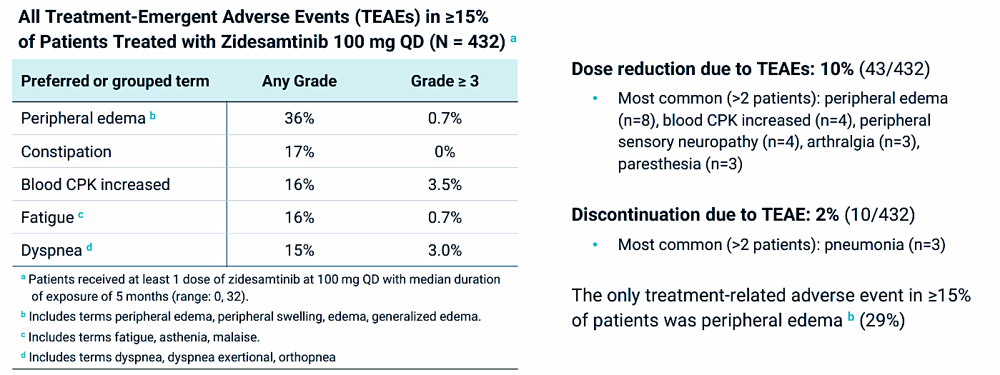 All Treatment-Emergent Adverse Events (TEAEs) in ≥15%
of Patients Treated with Zidesamtinib 100 mg QD (N = 432) a
Preferred or grouped term Any Grade Grade ≥ 3
Peripheral edema b 36% 0.7%
Constipation 17% 0%
Blood CPK increased 16% 3.5%
Fatigue c 16% 0.7%
Dyspnea d 15% 3.0%
a Patients received at least 1 dose of zidesamtinib at 100 mg QD with median duration
of exposure of 5 months (range: 0, 32).
b Includes terms peripheral edema, peripheral swelling, edema, generalized edema.
c Includes terms fatigue, asthenia, malaise.
d Includes terms dyspnea, dyspnea exertional, orthopnea
Dose reduction due to TEAEs: 10% (43/432)
• Most common (>2 patients): peripheral edema
(n=8), blood CPK increased (n=4), peripheral
sensory neuropathy (n=4), arthralgia (n=3),
paresthesia (n=3)
Discontinuation due to TEAE: 2% (10/432)
• Most common (>2 patients): pneumonia (n=3)
The only treatment-related adverse event in ≥15%
of patients was peripheral edema b (29%)